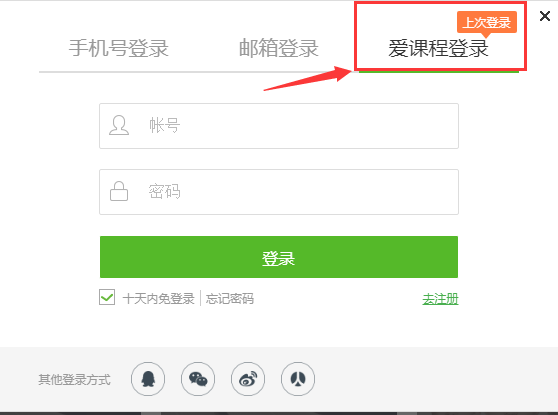 上次登录
手机号登录 邮箱登录 爱课程登录
帐号
密码
登录
十天内免登录 忘记密码 去注册
其他登录方式